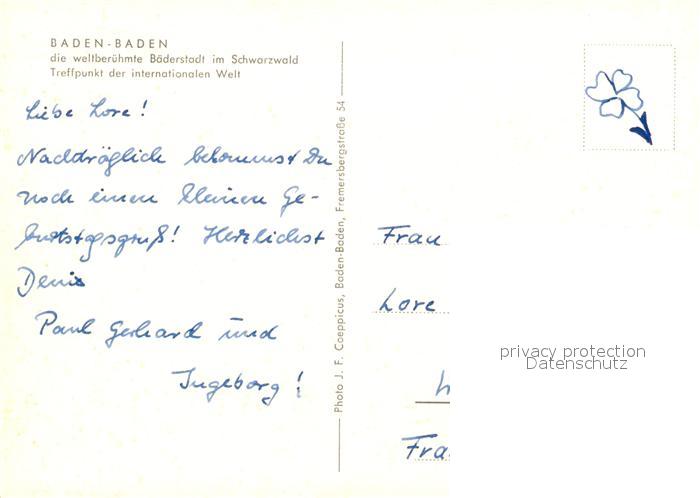 BADEN-BADEN
die weltberühmte Bäderstadt im Schwarzwald
Treffpunkt der internationalen Welt
Liebe Lore!
Nachträglich bekommst Du
noch einen kleinen Ge-
burtstagsgruß! Herzlichst
Paul Gerhard und
Ingeborg!
Photo J. F. Coeppicus, Baden-Baden, Fremersbergstraße 54
Frau
Lore
privacy protection
Datenschutz
Fra